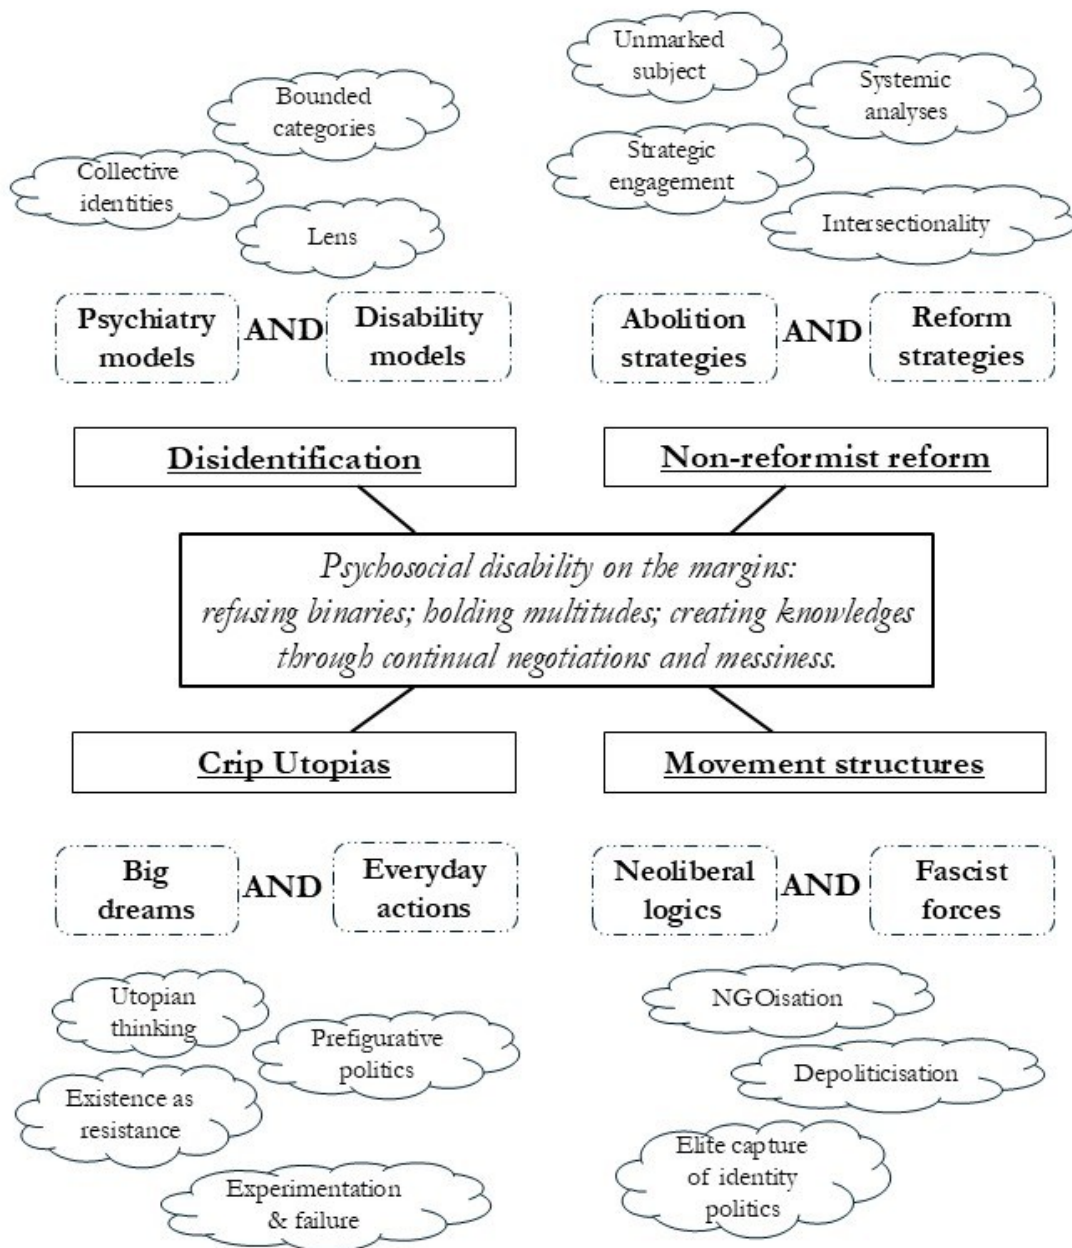 Bounded
categories
Collective
identities
Lens
Unmarked
subject
Systemic
analyses
Strategic
engagement
Intersectionality
Psychiatry
models
AND
Disability
models
Abolition
strategies
AND
Reform
strategies
Disidentification
Non-reformist reform
Psychosocial disability on the margins:
refusing binaries; holding multitudes; creating knowledges
through continual negotiations and messiness.
Crip Utopias
Movement structures
Big
dreams
AND
Everyday
actions
Neoliberal
logics
AND
Fascist
forces
Utopian
thinking
Prefigurative
politics
Existence as
resistance
Experimentation
& failure
NGOisation
Depoliticisation
Elite capture
of identity
politics